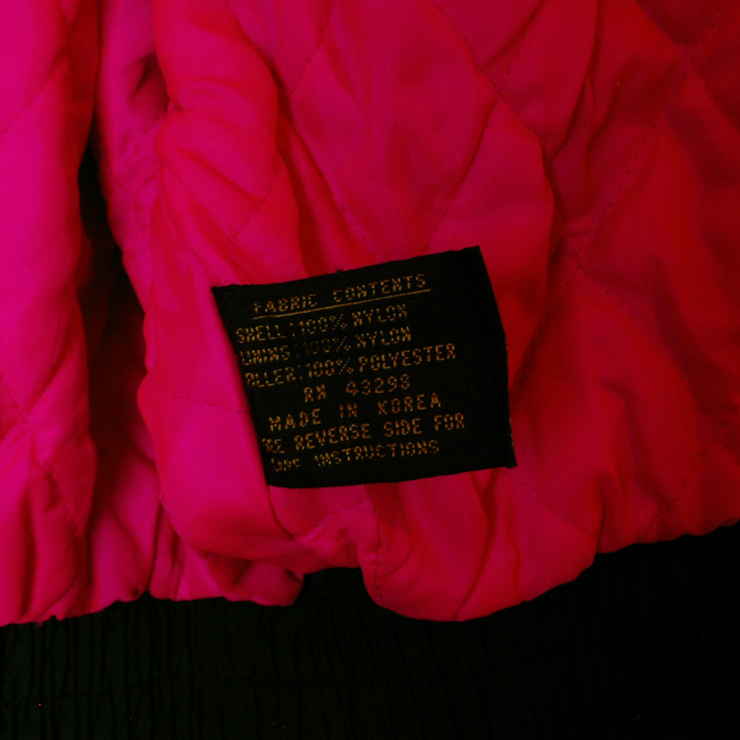 FABRIC CONTENTS
SHELL:100% NYLON
LINING:100% NYLON
FILLER:100% POLYESTER
RN 43293
MADE IN KOREA
SEE REVERSE SIDE FOR
CARE INSTRUCTIONS